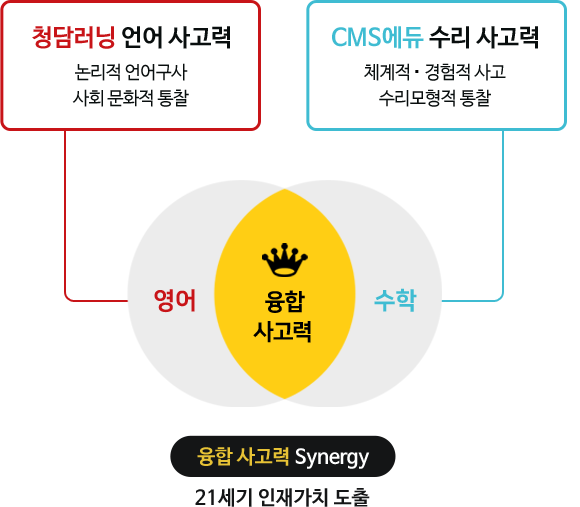 청담러닝 언어 사고력
논리적 언어구사
사회 문화적 통찰
CMS에듀 수리 사고력
체계적 · 경험적 사고
수리모형적 통찰
영어
융합
사고력
수학
융합 사고력 Synergy
21세기 인재가치 도출